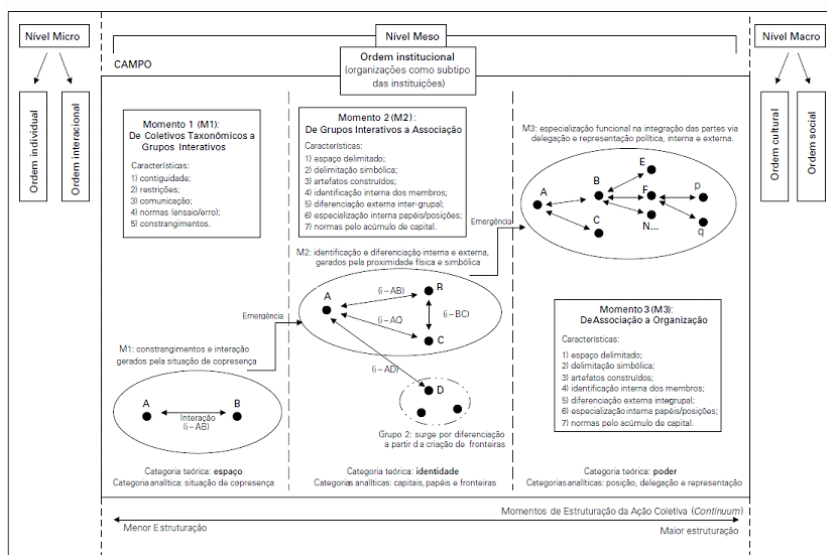 Nível Micro
Ordem individual
Ordem interacional
Nível Meso
CAMPO
Ordem institucional
(organizações como subtipo
das instituições)
Nível Macro
Ordem cultural
Ordem social
Momento 1 (M1):
De Coletivos Taxonômicos a
Grupos Interativos
Características:
1) contiguidade;
2) restrições;
3) comunicação;
4) normas (ensaio/erro);
5) constrangimentos.
M1: constrangimentos e interação
gerados pela situação de copresença
A
B
Interação
(i – AB)
Categoria teórica: espaço
Categoria analítica: situação de copresença
Emergência
Momento 2 (M2):
De Grupos Interativos a Associação
Características:
1) espaço delimitado;
2) delimitação simbólica;
3) artefatos construídos;
4) identificação interna dos membros;
5) diferenciação externa inter-grupal;
6) especialização interna papéis/posições;
7) normas pelo acúmulo de capital.
M2: identificação e diferenciação interna e externa,
gerados pela proximidade física e simbólica
A
(i – AB)
B
(i – AC)
(i – BC)
C
(i – AD)
D
Grupo 2: surge por diferenciação
a partir d a criação de fronteiras
Categoria teórica: identidade
Categorias analíticas: capitais, papéis e fronteiras
Emergência
M3: especialização funcional na integração das partes via
delegação e representação política, interna e externa.
A
B
C
E
F
N...
p
q
Momento 3 (M3):
DeAssociação a Organização
Características:
1) espaço delimitado;
2) delimitação simbólica;
3) artefatos construídos;
4) identificação interna dos membros;
5) diferenciação externa integrupal;
6) especialização interna papéis/posições;
7) normas pelo acúmulo de capital.
Categoria teórica: poder
Categorias analíticas: posição, delegação e representação
Momentos de Estruturação da Ação Coletiva (Continuum)
Menor Estruturação
Maior estruturação